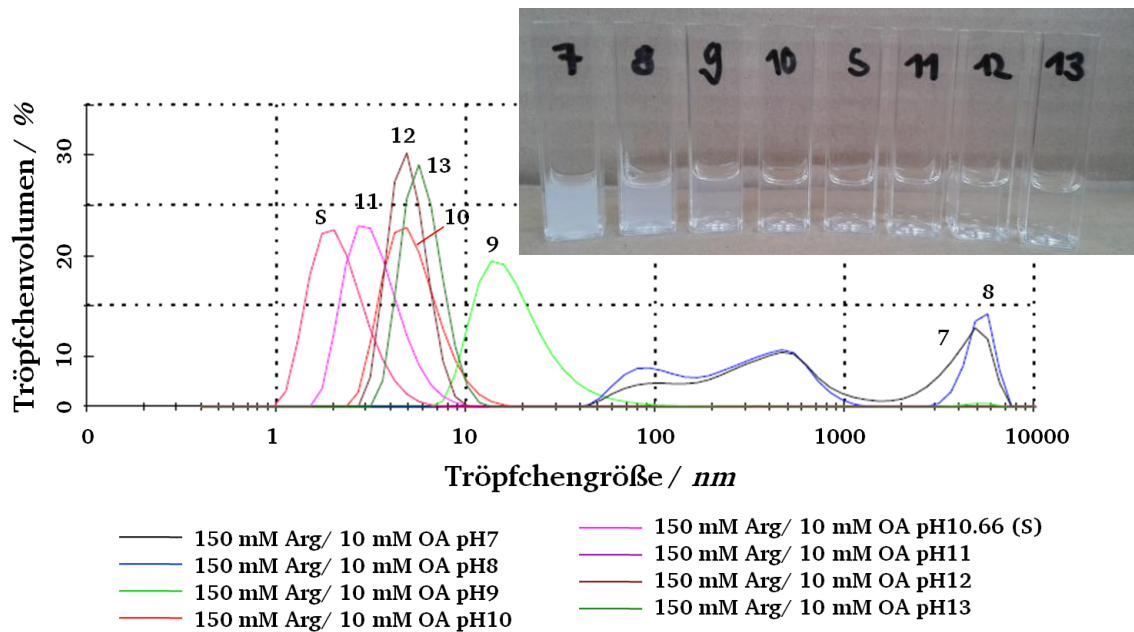 7 8 9 10 S 11 12 13
Tröpfchenvolumen / %
30
20
10
0
S
11
12
13
10
9
7
8
0 1 10 100 1000 10000
Tröpfchengröße / nm
150 mM Arg/ 10 mM OA pH7
150 mM Arg/ 10 mM OA pH8
150 mM Arg/ 10 mM OA pH9
150 mM Arg/ 10 mM OA pH10
150 mM Arg/ 10 mM OA pH10.66 (S)
150 mM Arg/ 10 mM OA pH11
150 mM Arg/ 10 mM OA pH12
150 mM Arg/ 10 mM OA pH13